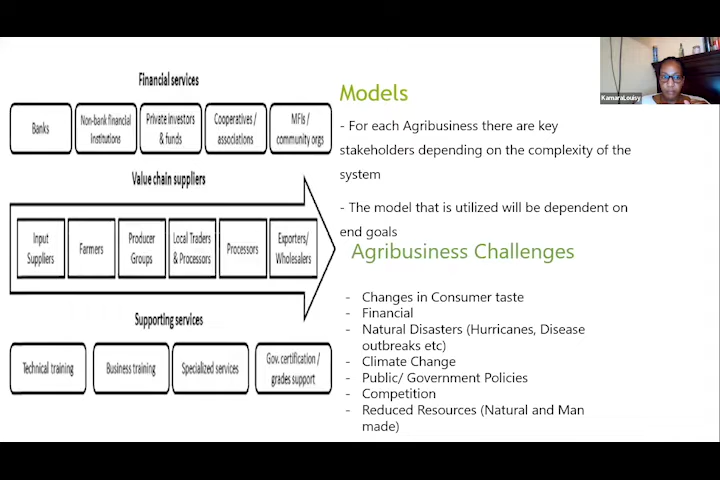 Financial services
Banks
Non-bank financial
Institutions
Private investors
& funds
Cooperatives /
associations
MFIs /
community orgs
Value chain suppliers
Input
Suppliers
Farmers
Producer
Groups
Local Traders
& Processors
Processors
Exporters/
Wholesalers
Supporting services
Technical training
Business training
Specialized services
Gov. certification /
grades support
Models
- For each Agribusiness there are key
stakeholders depending on the complexity of the
system
- The model that is utilized will be dependent on
end goals
Agribusiness Challenges
- Changes in Consumer taste
- Financial
- Natural Disasters (Hurricanes, Disease
outbreaks etc)
- Climate Change
- Public/ Government Policies
- Competition
- Reduced Resources (Natural and Man
made)
KamaraLouisy